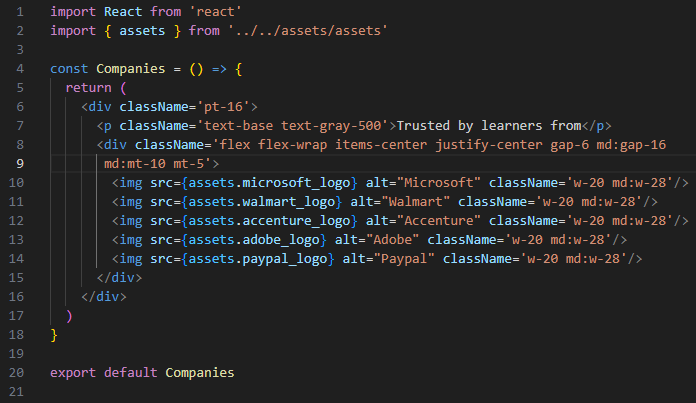 1 import React from 'react'
2 import { assets } from '../../assets/assets'
3
4 const Companies = () => {
5   return (
6     <div className='pt-16'>
7       <p className='text-base text-gray-500'>Trusted by learners from</p>
8       <div className='flex flex-wrap items-center justify-center gap-6 md:gap-16
9        md:mt-10 mt-5'>
10         <img src={assets.microsoft_logo} alt="Microsoft" className='w-20 md:w-28'/>
11         <img src={assets.walmart_logo} alt="Walmart" className='w-20 md:w-28'/>
12         <img src={assets.accenture_logo} alt="Accenture" className='w-20 md:w-28'/>
13         <img src={assets.adobe_logo} alt="Adobe" className='w-20 md:w-28'/>
14         <img src={assets.paypal_logo} alt="Paypal" className='w-20 md:w-28'/>
15       </div>
16     </div>
17   )
18 }
19
20 export default Companies
21